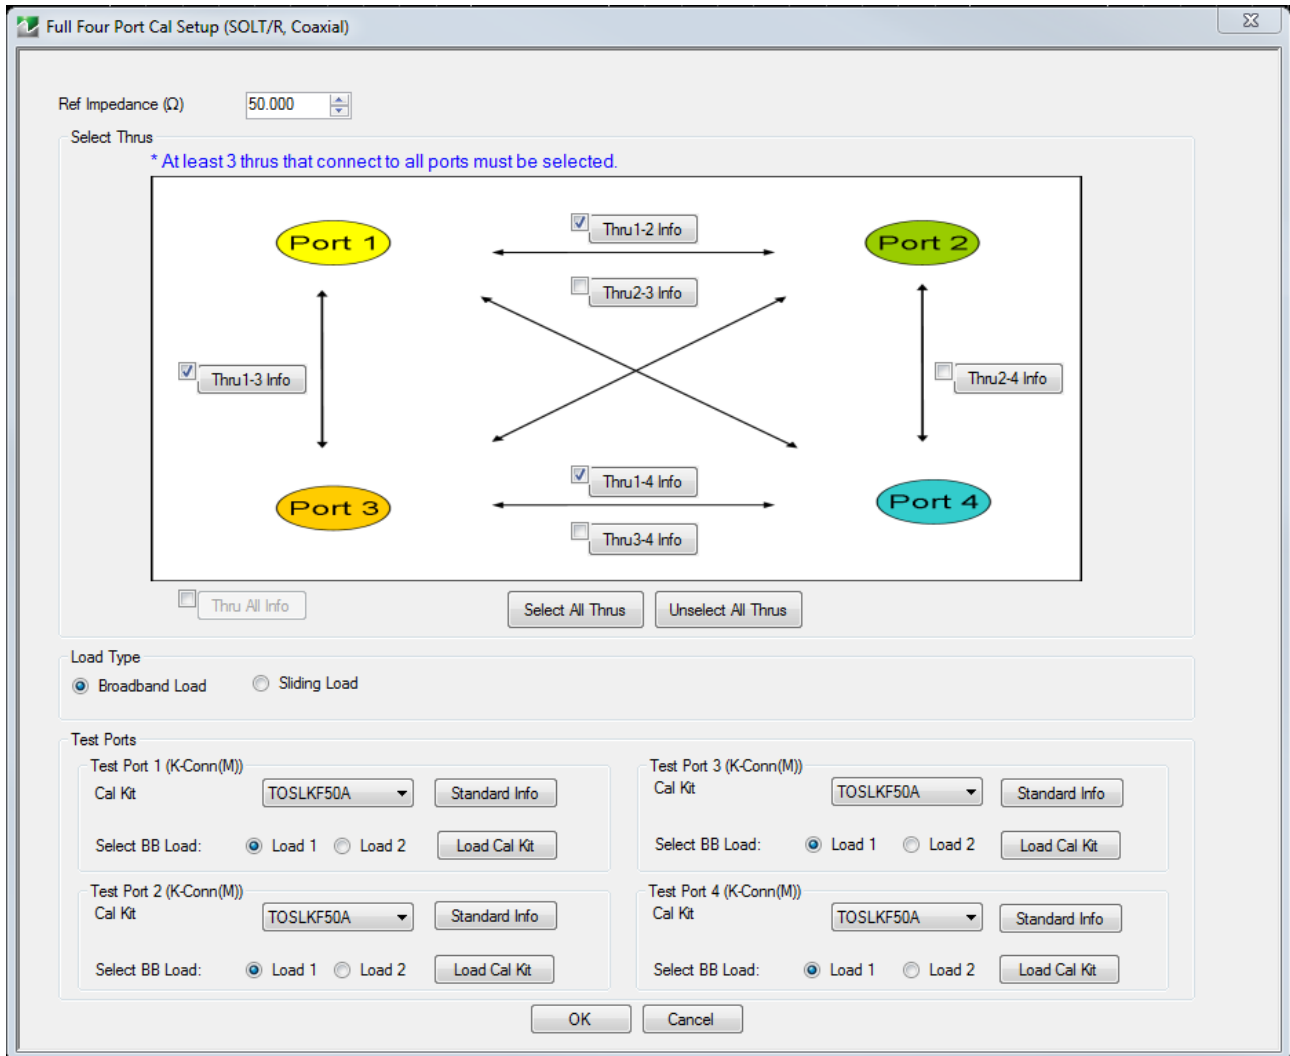 Full Four Port Cal Setup (SOLT/R, Coaxial)
Ref Impedance (Ω) 50.000
Select Thrus
* At least 3 thrus that connect to all ports must be selected.
Port 1 Thru1-2 Info Port 2
Thru2-3 Info
Thru1-3 Info Thru2-4 Info
Port 3 Thru1-4 Info Port 4
Thru3-4 Info
Thru All Info Select All Thrus Unselect All Thrus
Load Type
Broadband Load Sliding Load
Test Ports
Test Port 1 (K-Conn(M))
Cal Kit TOSLKF50A Standard Info
Select BB Load: Load 1 Load 2 Load Cal Kit
Test Port 3 (K-Conn(M))
Cal Kit TOSLKF50A Standard Info
Select BB Load: Load 1 Load 2 Load Cal Kit
Test Port 2 (K-Conn(M))
Cal Kit TOSLKF50A Standard Info
Select BB Load: Load 1 Load 2 Load Cal Kit
Test Port 4 (K-Conn(M))
Cal Kit TOSLKF50A Standard Info
Select BB Load: Load 1 Load 2 Load Cal Kit
OK Cancel